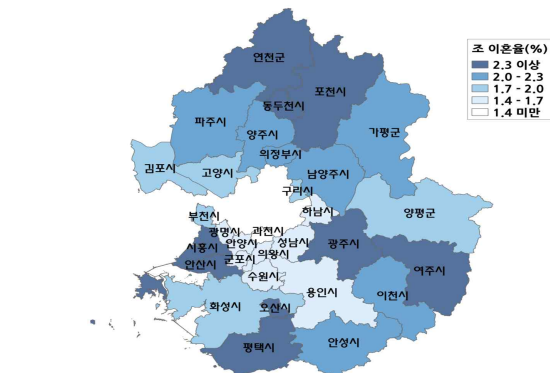 조 이혼율(%)
2.3 이상
2.0 - 2.3
1.7 - 2.0
1.4 - 1.7
1.4 미만
연천군
포천시
동두천시
파주시
양주시
가평군
의정부시
김포시
고양시
남양주시
구리시
하남시
부천시
양평군
광명시
과천시
시흥시
안양시
성남시
광주시
안산시
군포시
의왕시
여주시
수원시
용인시
이천시
화성시
오산시
평택시
안성시